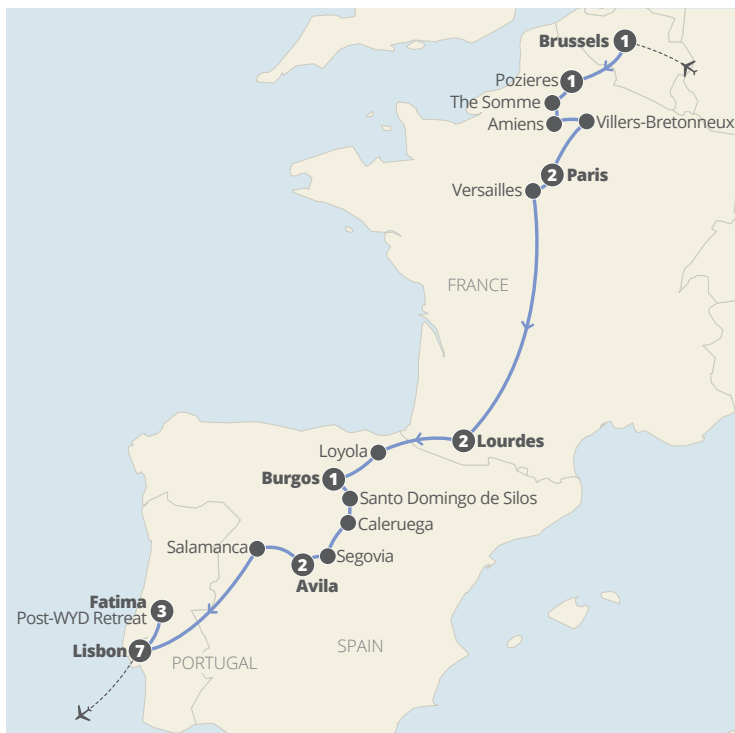 Brussels 1
Pozieres 1
The Somme
Amiens
Villers-Bretonneux
2 Paris
Versailles
FRANCE
2 Lourdes
Loyola
Burgos 1
Santo Domingo de Silos
Caleruega
Salamanca
Segovia
2
Avila
Fatima 3
Post-WYD Retreat
SPAIN
Lisbon 7
PORTUGAL